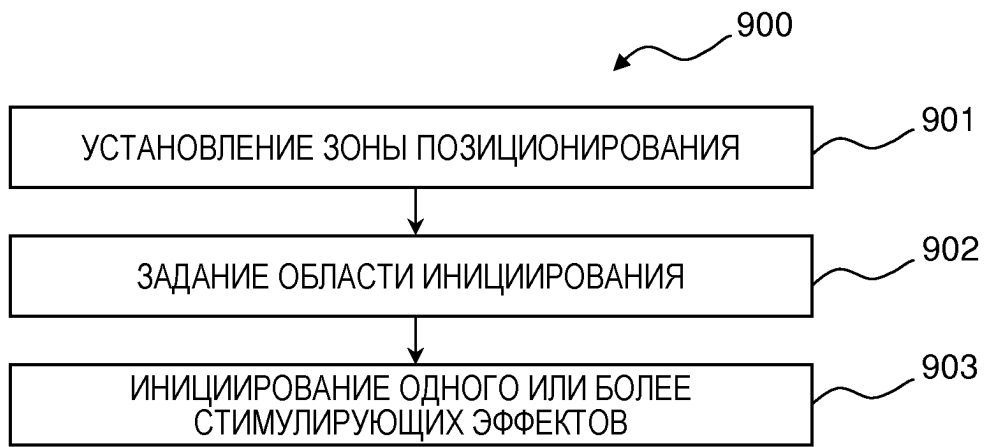 900
УСТАНОВЛЕНИЕ ЗОНЫ ПОЗИЦИОНИРОВАНИЯ
901
ЗАДАНИЕ ОБЛАСТИ ИНИЦИИРОВАНИЯ
902
ИНИЦИИРОВАНИЕ ОДНОГО ИЛИ БОЛЕЕ
СТИМУЛИРУЮЩИХ ЭФФЕКТОВ
903